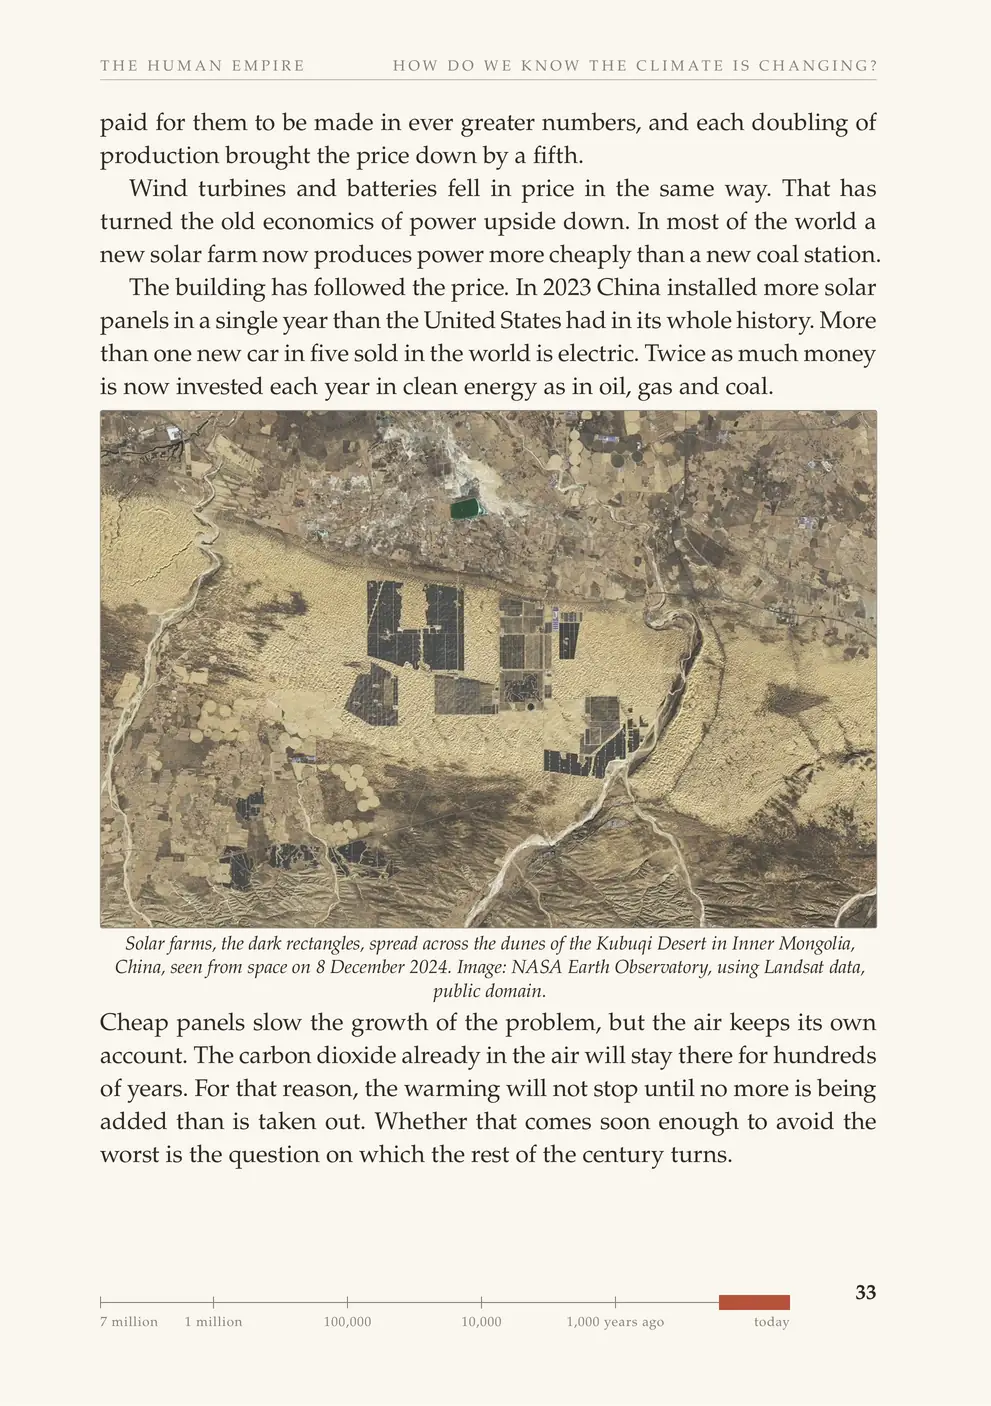 THE HUMAN EMPIRE
HOW DO WE KNOW THE CLIMATE IS CHANGING?
paid for them to be made in ever greater numbers, and each doubling of
production brought the price down by a fifth.
Wind turbines and batteries fell in price in the same way. That has
turned the old economics of power upside down. In most of the world a
new solar farm now produces power more cheaply than a new coal station.
The building has followed the price. In 2023 China installed more solar
panels in a single year than the United States had in its whole history. More
than one new car in five sold in the world is electric. Twice as much money
is now invested each year in clean energy as in oil, gas and coal.
Solar farms, the dark rectangles, spread across the dunes of the Kubuqi Desert in Inner Mongolia,
China, seen from space on 8 December 2024. Image: NASA Earth Observatory, using Landsat data,
public domain.
Cheap panels slow the growth of the problem, but the air keeps its own
account. The carbon dioxide already in the air will stay there for hundreds
of years. For that reason, the warming will not stop until no more is being
added than is taken out. Whether that comes soon enough to avoid the
worst is the question on which the rest of the century turns.
33
7 million
1 million
100,000
10,000
1,000 years ago
today